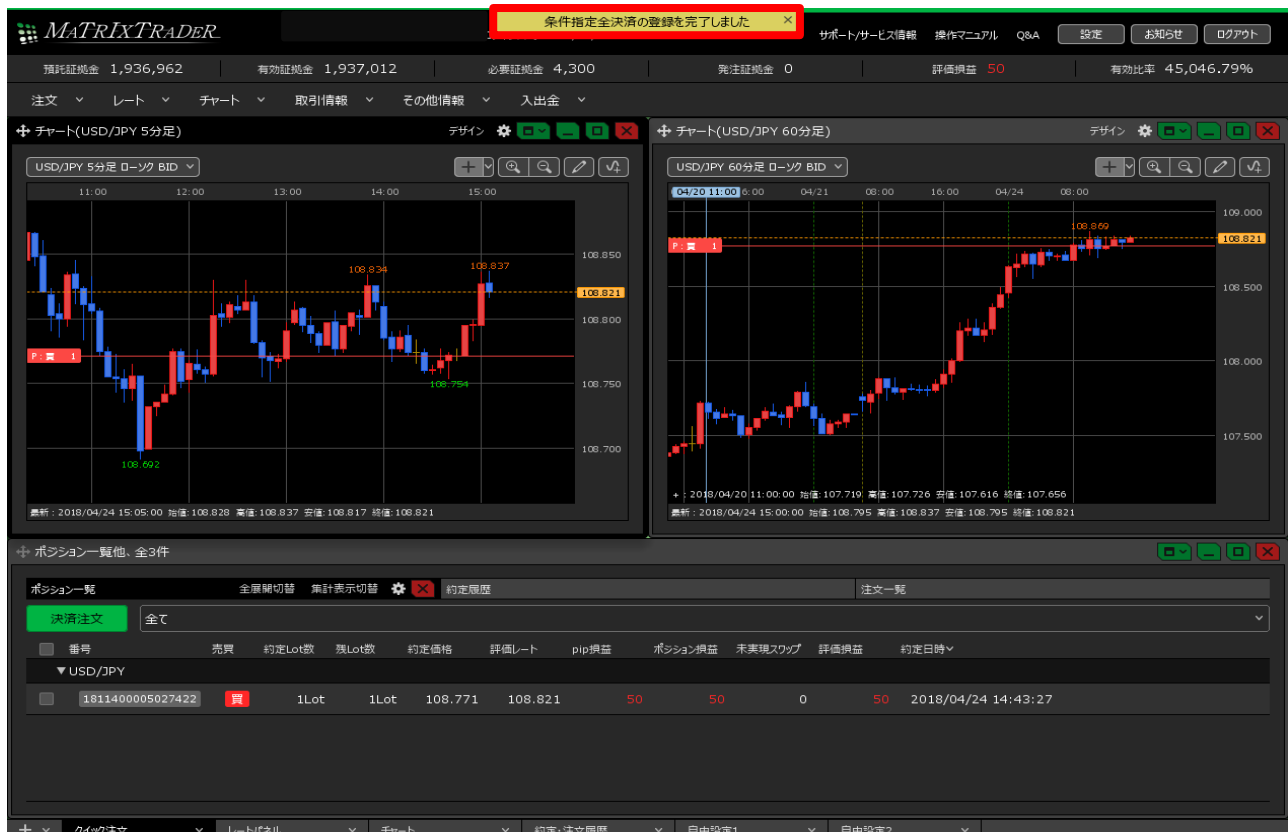 条件指定全決済の登録を完了しました ×
MATRIXTRADER
サポート/サービス情報 操作マニュアル Q&A 設定 お知らせ ログアウト
預託証拠金 1,936,962 有効証拠金 1,937,012 必要証拠金 4,300 発注証拠金 0 評価損益 50 有効比率 45,046.79%
注文 レート チャート 取引情報 その他情報 入出金
チャート(USD/JPY 5分足) デザイン
USD/JPY 5分足 ローソク BID
11:00 12:00 13:00 14:00 15:00
108.834 108.837
108.850
108.821
108.800
P:買 1
108.754
108.750
108.700
108.692
最新:2018/04/24 15:05:00 始値:108.828 高値:108.837 安値:108.817 終値:108.821
チャート(USD/JPY 60分足) デザイン
USD/JPY 60分足 ローソク BID
04/20 11:00 6:00 04/21 08:00 16:00 04/24 08:00
109.000
108.869
108.821
P:買 1
108.500
108.000
107.500
+:2018/04/20 11:00:00 始値:107.719 高値:107.726 安値:107.616 終値:107.656
最新:2018/04/24 15:00:00 始値:108.795 高値:108.837 安値:108.795 終値:108.821
ポジション一覧他、全3件
ポジション一覧 全展開切替 集計表示切替 約定履歴 注文一覧
決済注文 全て
番号 売買 約定Lot数 残Lot数 約定価格 評価レート pip損益 ポジション損益 未実現スワップ 評価損益 約定日時
▼USD/JPY
1811400005027422 買 1Lot 1Lot 108.771 108.821 50 50 0 50 2018/04/24 14:43:27
クイック注文 レートパネル チャート 約定・注文履歴 自由設定1 自由設定2